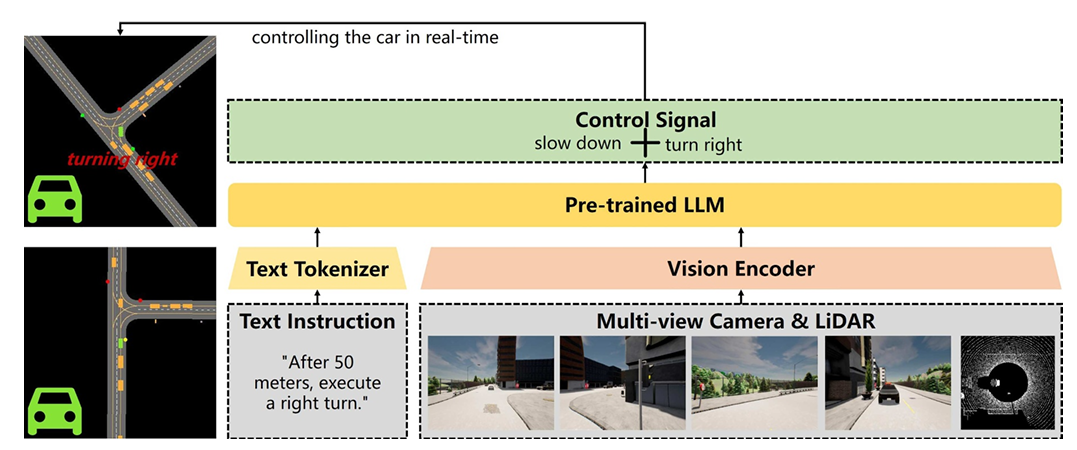 controlling the car in real-time
turning right
Control Signal
slow down + turn right
Pre-trained LLM
Text Tokenizer
Vision Encoder
Text Instruction
"After 50
meters, execute
a right turn."
Multi-view Camera & LiDAR